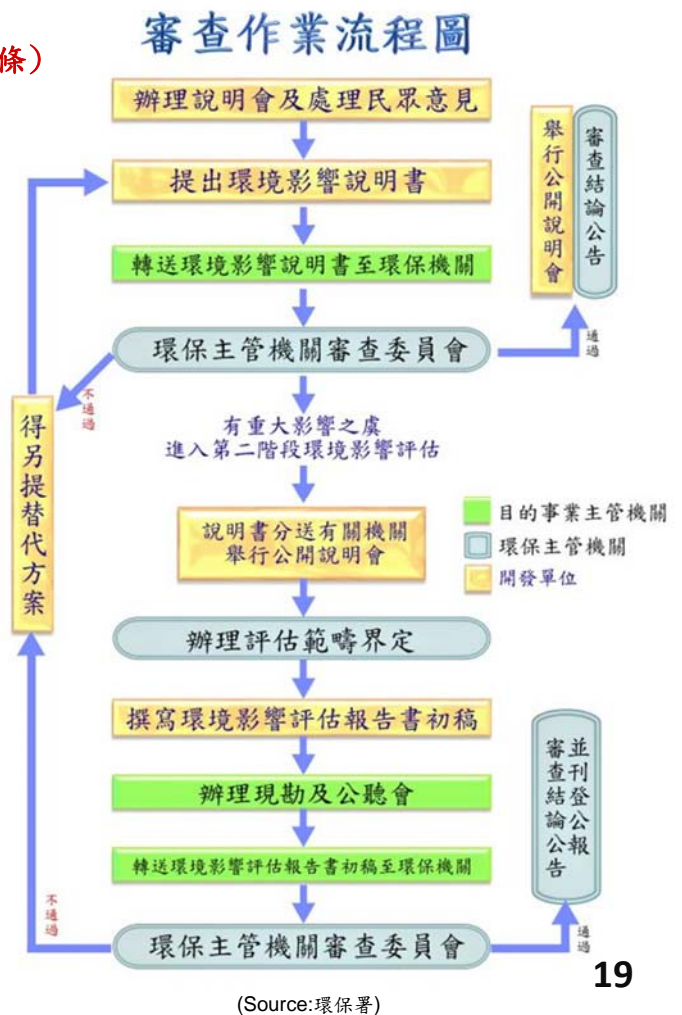 審查作業流程圖
條）
辦理說明會及處理民眾意見
提出環境影響說明書
轉送環境影響說明書至環保機關
環保主管機關審查委員會
通過
舉行公開說明會
審查結論公告
不通過
得另提替代方案
有重大影響之虞
進入第二階段環境影響評估
說明書分送有關機關
舉行公開說明會
目的事業主管機關
環保主管機關
開發單位
辦理評估範疇界定
撰寫環境影響評估報告書初稿
辦理現勘及公聽會
轉送環境影響評估報告書初稿至環保機關
環保主管機關審查委員會
不通過
通過
並刊登公報
審查結論公告
19
(Source:環保署)